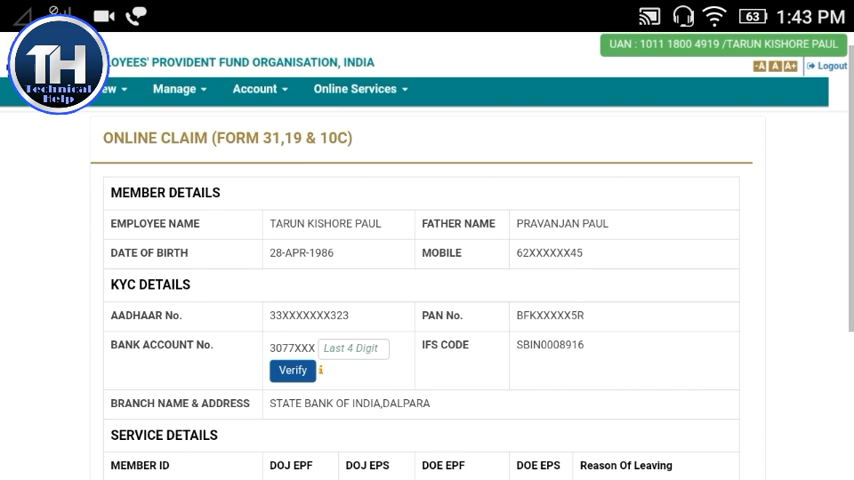 63 1:43 PM
UAN : 1011 1800 4919 /TARUN KISHORE PAUL
TH
Technical
Help
OYEES' PROVIDENT FUND ORGANISATION, INDIA
-A A A+ Logout
ew Manage Account Online Services
ONLINE CLAIM (FORM 31,19 & 10C)
MEMBER DETAILS
EMPLOYEE NAME TARUN KISHORE PAUL FATHER NAME PRAVANJAN PAUL
DATE OF BIRTH 28-APR-1986 MOBILE 62XXXXXX45
KYC DETAILS
AADHAAR No. 33XXXXXXX323 PAN No. BFKXXXXX5R
BANK ACCOUNT No. 3077XXX Last 4 Digit IFS CODE SBIN0008916
Verify i
BRANCH NAME & ADDRESS STATE BANK OF INDIA,DALPARA
SERVICE DETAILS
MEMBER ID DOJ EPF DOJ EPS DOE EPF DOE EPS Reason Of Leaving